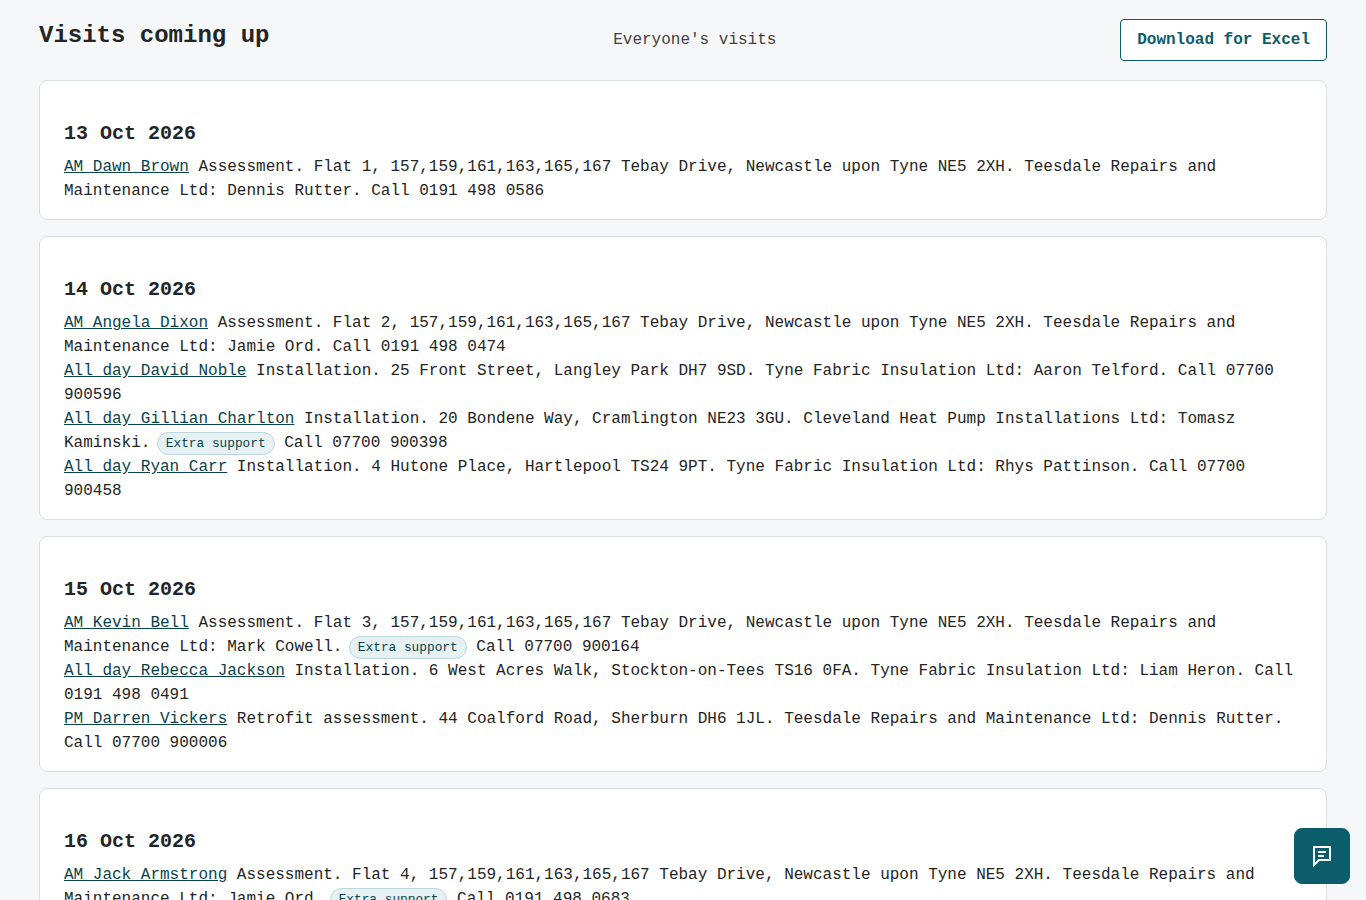 Visits coming up
Everyone's visits
Download for Excel
13 Oct 2026
AM Dawn Brown Assessment. Flat 1, 157,159,161,163,165,167 Tebay Drive, Newcastle upon Tyne NE5 2XH. Teesdale Repairs and
Maintenance Ltd: Dennis Rutter. Call 0191 498 0586
14 Oct 2026
AM Angela Dixon Assessment. Flat 2, 157,159,161,163,165,167 Tebay Drive, Newcastle upon Tyne NE5 2XH. Teesdale Repairs and
Maintenance Ltd: Jamie Ord. Call 0191 498 0474
All day David Noble Installation. 25 Front Street, Langley Park DH7 9SD. Tyne Fabric Insulation Ltd: Aaron Telford. Call 07700
900596
All day Gillian Charlton Installation. 20 Bondene Way, Cramlington NE23 3GU. Cleveland Heat Pump Installations Ltd: Tomasz
Kaminski. Extra support Call 07700 900398
All day Ryan Carr Installation. 4 Hutone Place, Hartlepool TS24 9PT. Tyne Fabric Insulation Ltd: Rhys Pattinson. Call 07700
900458
15 Oct 2026
AM Kevin Bell Assessment. Flat 3, 157,159,161,163,165,167 Tebay Drive, Newcastle upon Tyne NE5 2XH. Teesdale Repairs and
Maintenance Ltd: Mark Cowell. Extra support Call 07700 900164
All day Rebecca Jackson Installation. 6 West Acres Walk, Stockton-on-Tees TS16 0FA. Tyne Fabric Insulation Ltd: Liam Heron. Call
0191 498 0491
PM Darren Vickers Retrofit assessment. 44 Coalford Road, Sherburn DH6 1JL. Teesdale Repairs and Maintenance Ltd: Dennis Rutter.
Call 07700 900006
16 Oct 2026
AM Jack Armstrong Assessment. Flat 4, 157,159,161,163,165,167 Tebay Drive, Newcastle upon Tyne NE5 2XH. Teesdale Repairs and
Maintenance Ltd: Jamie Ord. Extra support Call 0191 498 0683